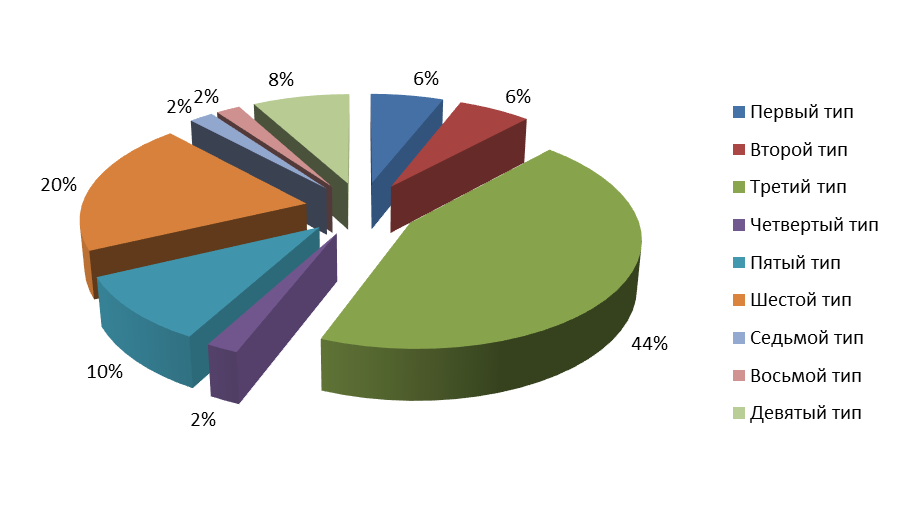 8%
6%
2%
2%
6%
20%
44%
10%
2%
Первый тип
Второй тип
Третий тип
Четвертый тип
Пятый тип
Шестой тип
Седьмой тип
Восьмой тип
Девятый тип